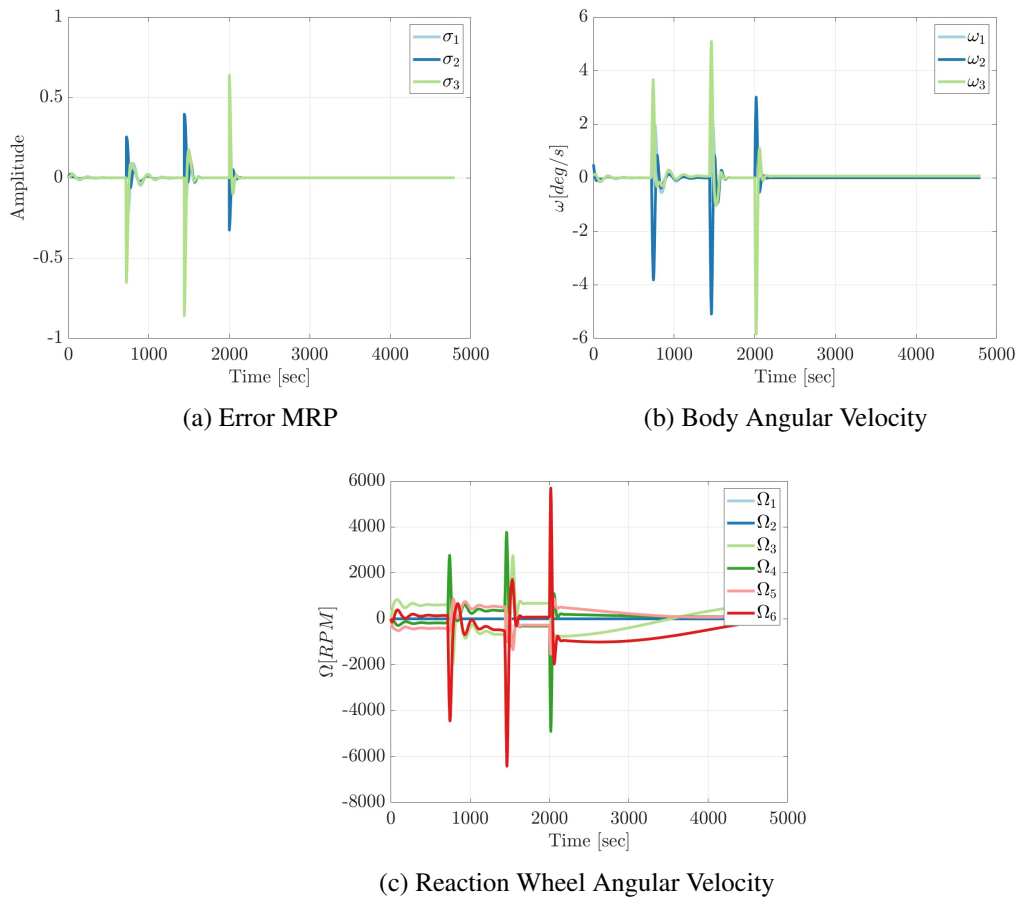 1
0.5
0
-0.5
-1
Amplitude
0 1000 2000 3000 4000 5000
Time [sec]
σ1
σ2
σ3
(a) Error MRP
6
4
2
0
-2
-4
-6
ω[deg/s]
0 1000 2000 3000 4000 5000
Time [sec]
ω1
ω2
ω3
(b) Body Angular Velocity
6000
4000
2000
0
-2000
-4000
-6000
-8000
Ω[RPM]
0 1000 2000 3000 4000 5000
Time [sec]
Ω1
Ω2
Ω3
Ω4
Ω5
Ω6
(c) Reaction Wheel Angular Velocity